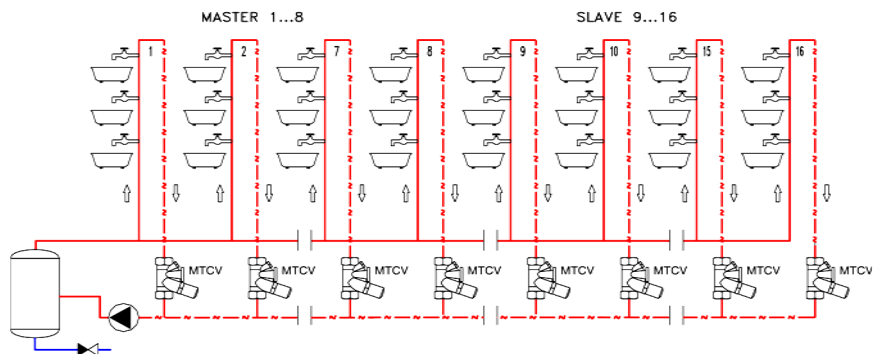 MASTER 1...8 SLAVE 9...16
1 2 7 8 9 10 15 16
MTCV MTCV MTCV MTCV MTCV MTCV MTCV MTCV